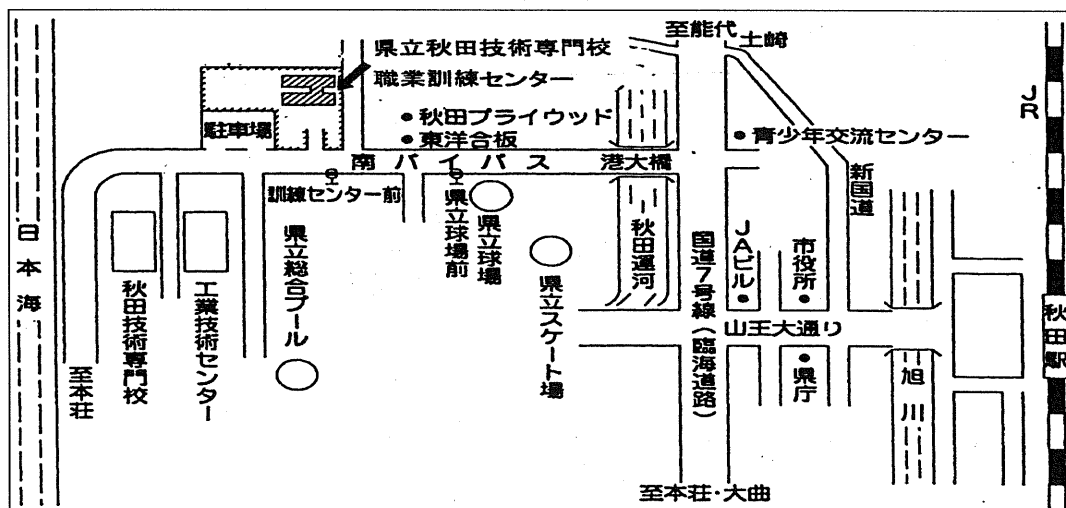 至能代
土崎
県立秋田技術専門校
職業訓練センター
JR
秋田プライウッド
東洋合板
駐車場
青少年交流センター
南バイパス
港大橋
新国道
訓練センター前
県立球場前
県立球場
秋田運河
日本海
県立総合プール
国道7号線(臨海道路)
JAビル
市役所
県立スケート場
秋田技術専門校
工業技術センター
山王大通り
秋田駅
至本荘
県庁
旭川
至本荘・大曲